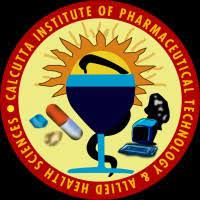 CALCUTTA INSTITUTE OF PHARMACEUTICAL TECHNOLOGY & ALLIED HEALTH SCIENCES •